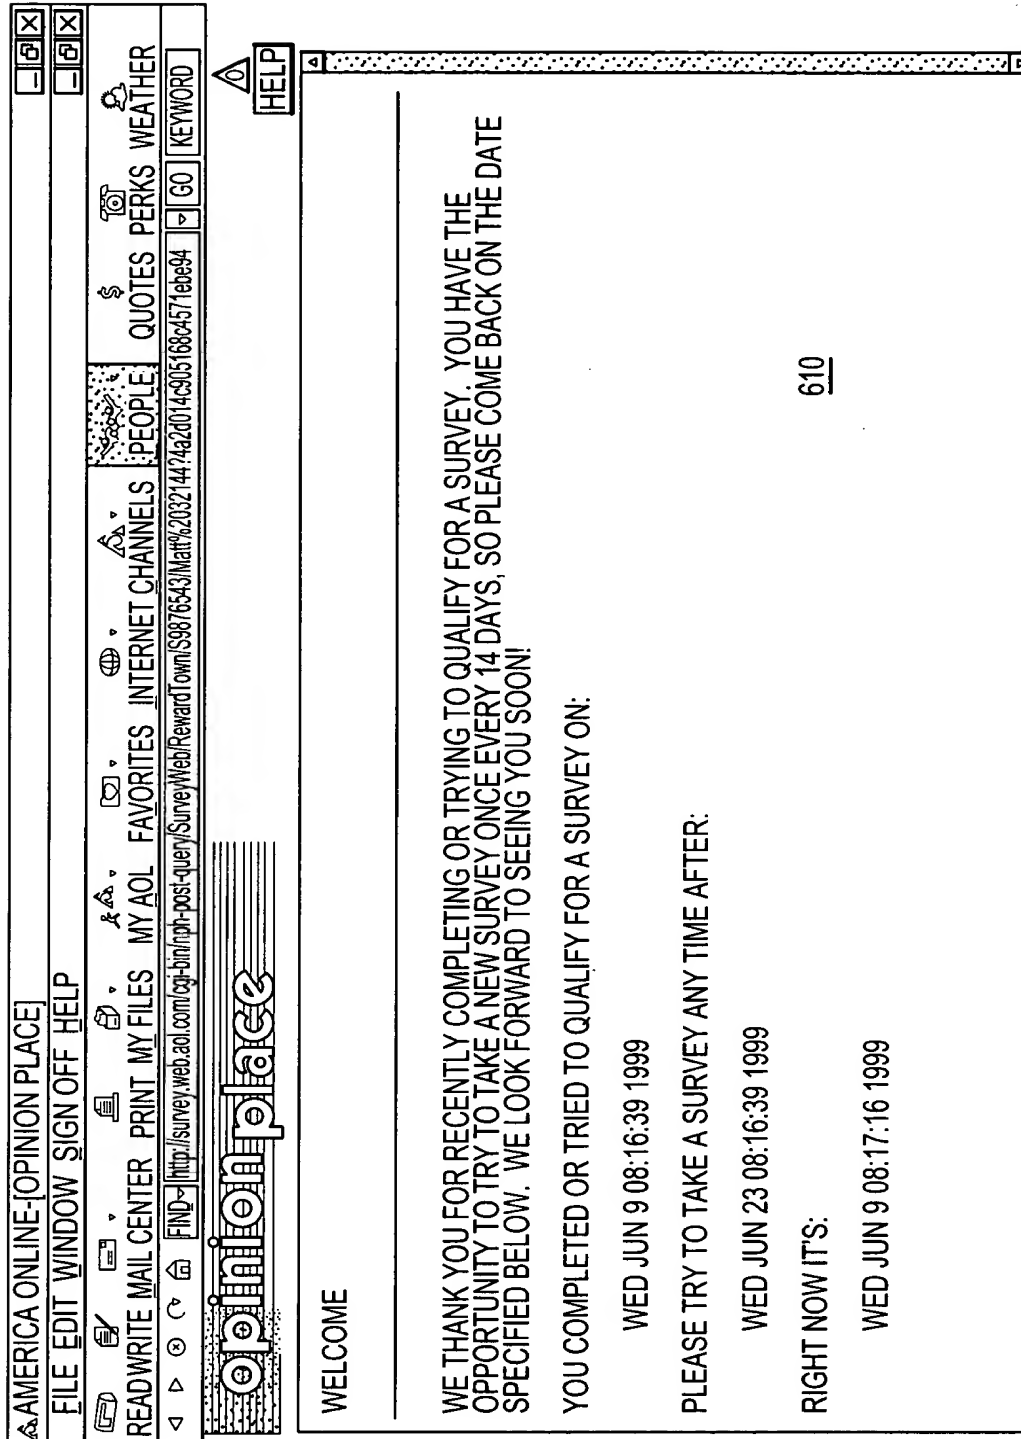 AMERICA ONLINE-[OPINION PLACE]
FILE EDIT WINDOW SIGN OFF HELP
READ WRITE MAIL CENTER PRINT MY FILES MY AOL FAVORITES INTERNET CHANNELS PEOPLE QUOTES PERKS WEATHER
FIND http://survey.web.aol.com/cgi-bin/nph-post-query/SurveyWeb/RewardTown/S9876543/Matt%2032144?4a2d014c905168c4571ebe94 GO KEYWORD
opinion place
HELP
WELCOME
WE THANK YOU FOR RECENTLY COMPLETING OR TRYING TO QUALIFY FOR A SURVEY. YOU HAVE THE
OPPORTUNITY TO TRY TO TAKE A NEW SURVEY ONCE EVERY 14 DAYS, SO PLEASE COME BACK ON THE DATE
SPECIFIED BELOW. WE LOOK FORWARD TO SEEING YOU SOON!
YOU COMPLETED OR TRIED TO QUALIFY FOR A SURVEY ON:
WED JUN 9 08:16:39 1999
PLEASE TRY TO TAKE A SURVEY ANY TIME AFTER:
WED JUN 23 08:16:39 1999
RIGHT NOW IT'S:
610
WED JUN 9 08:17:16 1999